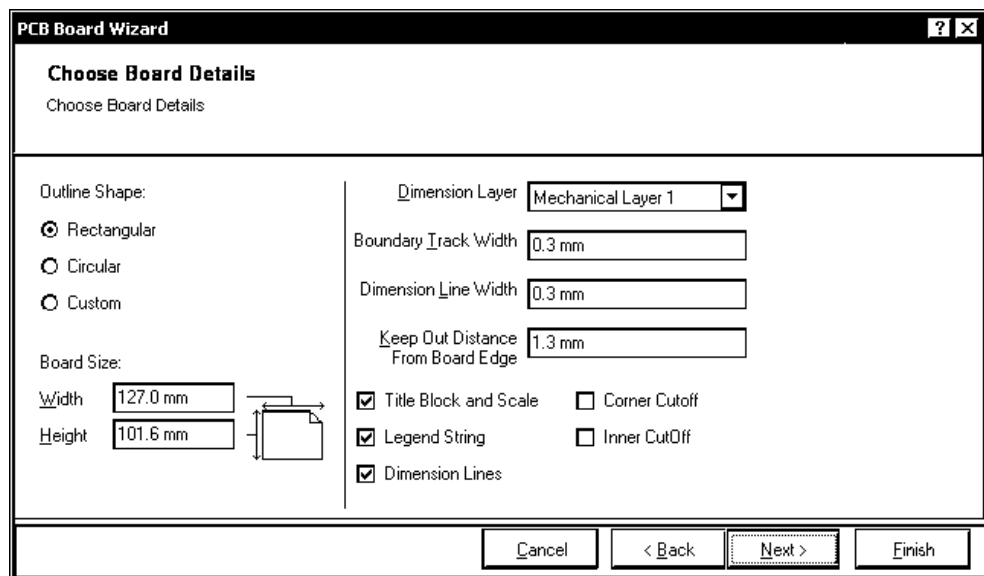 PCB Board Wizard
Choose Board Details
Choose Board Details
Outline Shape:
Rectangular
Circular
Custom
Board Size:
Width 127.0 mm
Height 101.6 mm
Dimension Layer Mechanical Layer 1
Boundary Track Width 0.3 mm
Dimension Line Width 0.3 mm
Keep Out Distance
From Board Edge 1.3 mm
Title Block and Scale Corner Cutoff
Legend String Inner CutOff
Dimension Lines
Cancel < Back Next > Finish